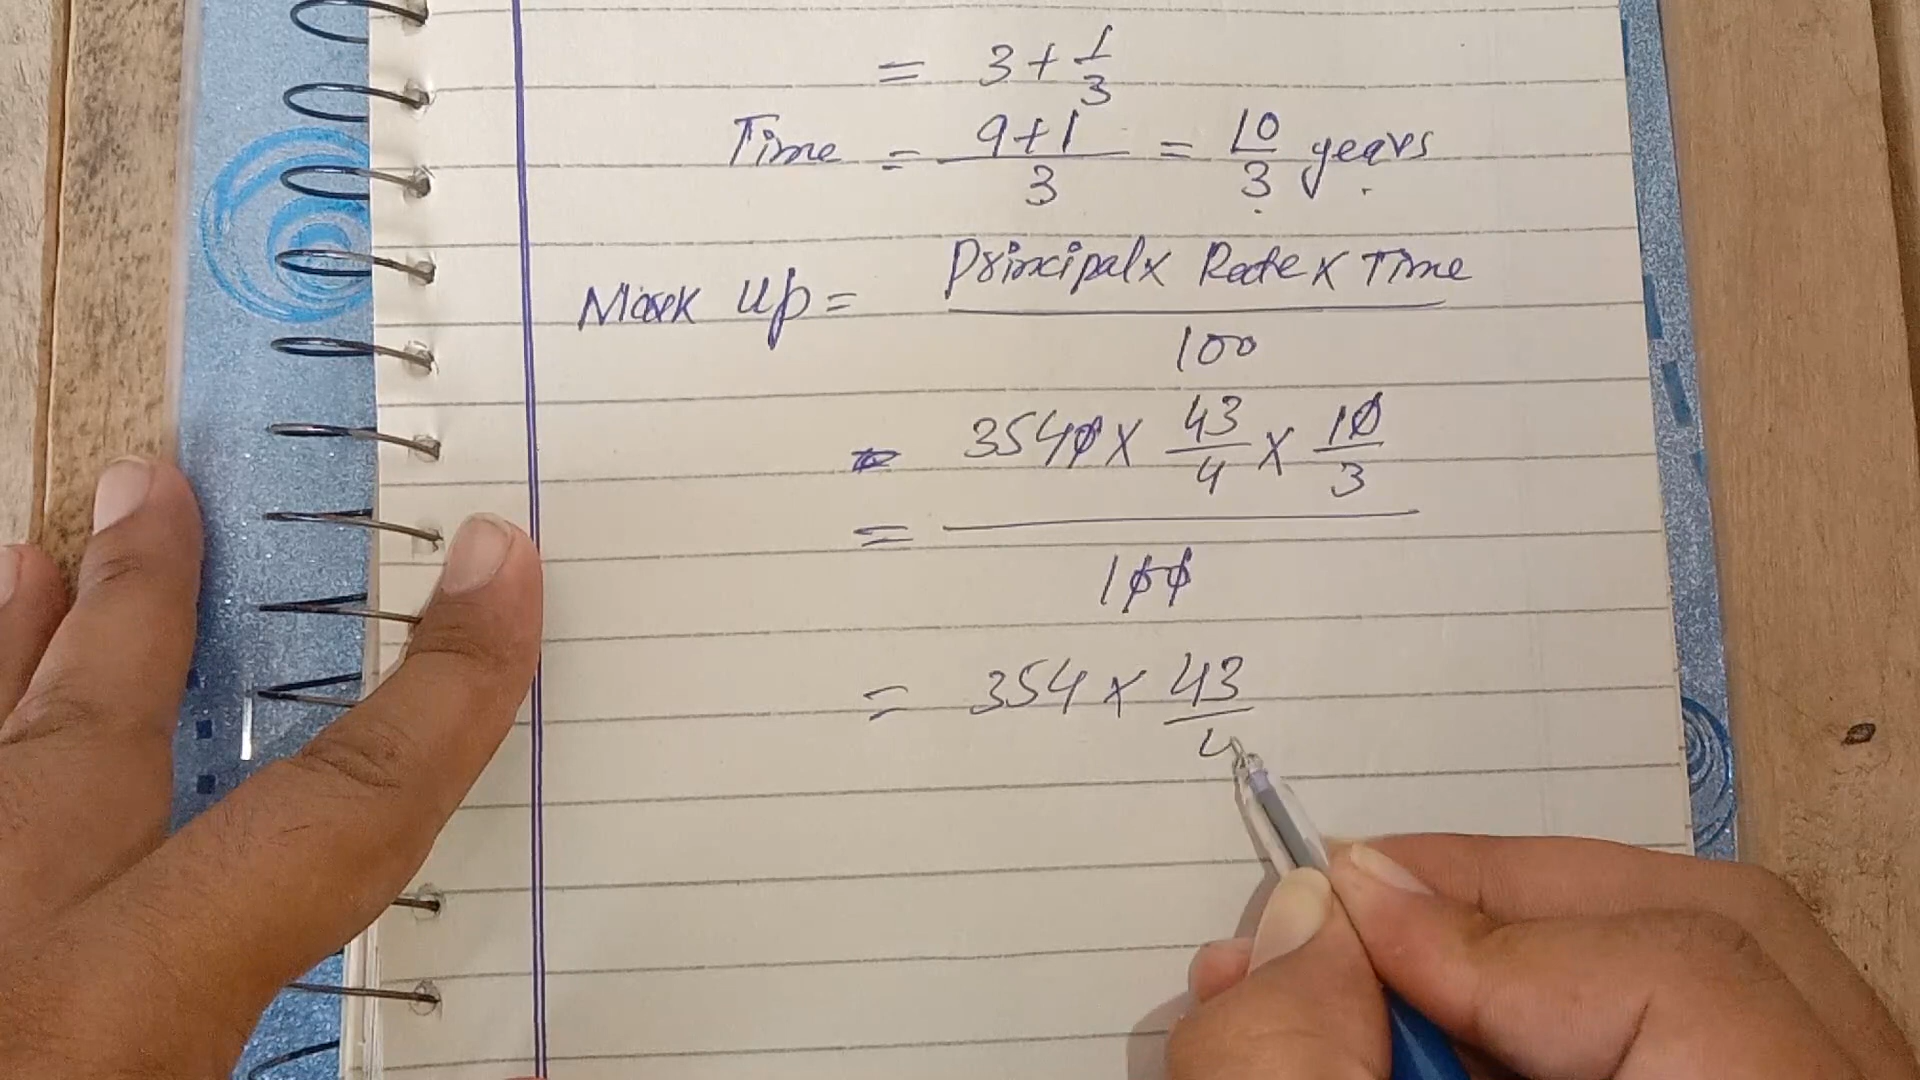 = 3 + 1/3
Time = 9+1/3 = 10/3 years
Mark Up = Principal x Rate x Time
100
= 3540 x 43/4 x 10/3
=
100
= 354 x 43/4